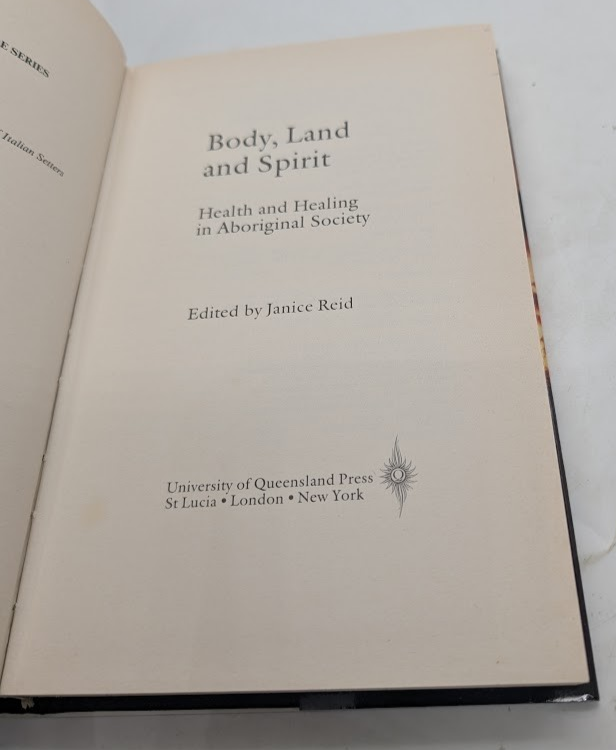 E SERIES
Italian Setters
Body, Land
and Spirit
Health and Healing
in Aboriginal Society
Edited by Janice Reid
University of Queensland Press
St Lucia • London • New York
Q